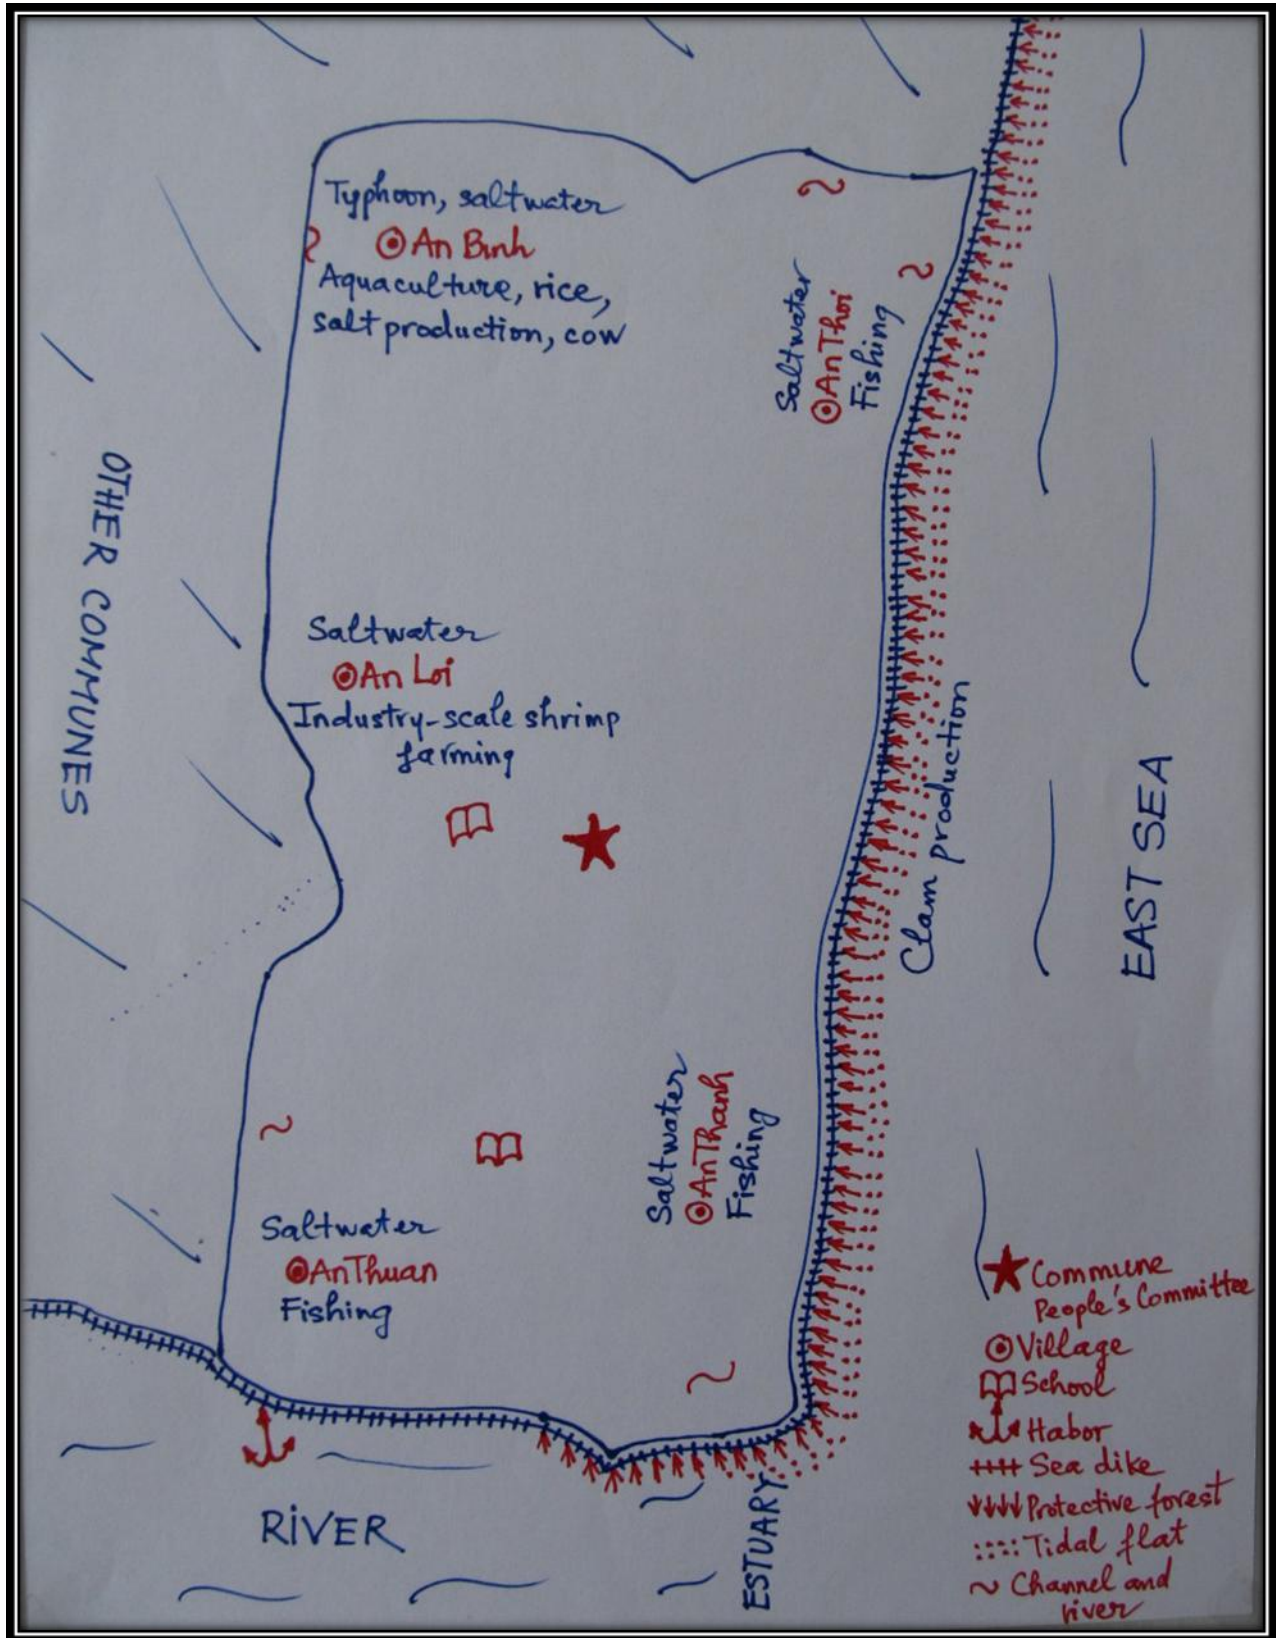 Typhoon, saltwater
An Binh
Aquaculture, rice,
salt production, cow
Saltwater
An Thoi
Fishing
OTHER COMMUNES
Saltwater
An Loi
Industry-scale shrimp
farming
Clam production
EAST SEA
Saltwater
An Thanh
Fishing
Saltwater
An Thuan
Fishing
RIVER
ESTUARY
Commune
People's Committee
Village
School
Habor
Sea dike
Protective forest
Tidal flat
Channel and
river